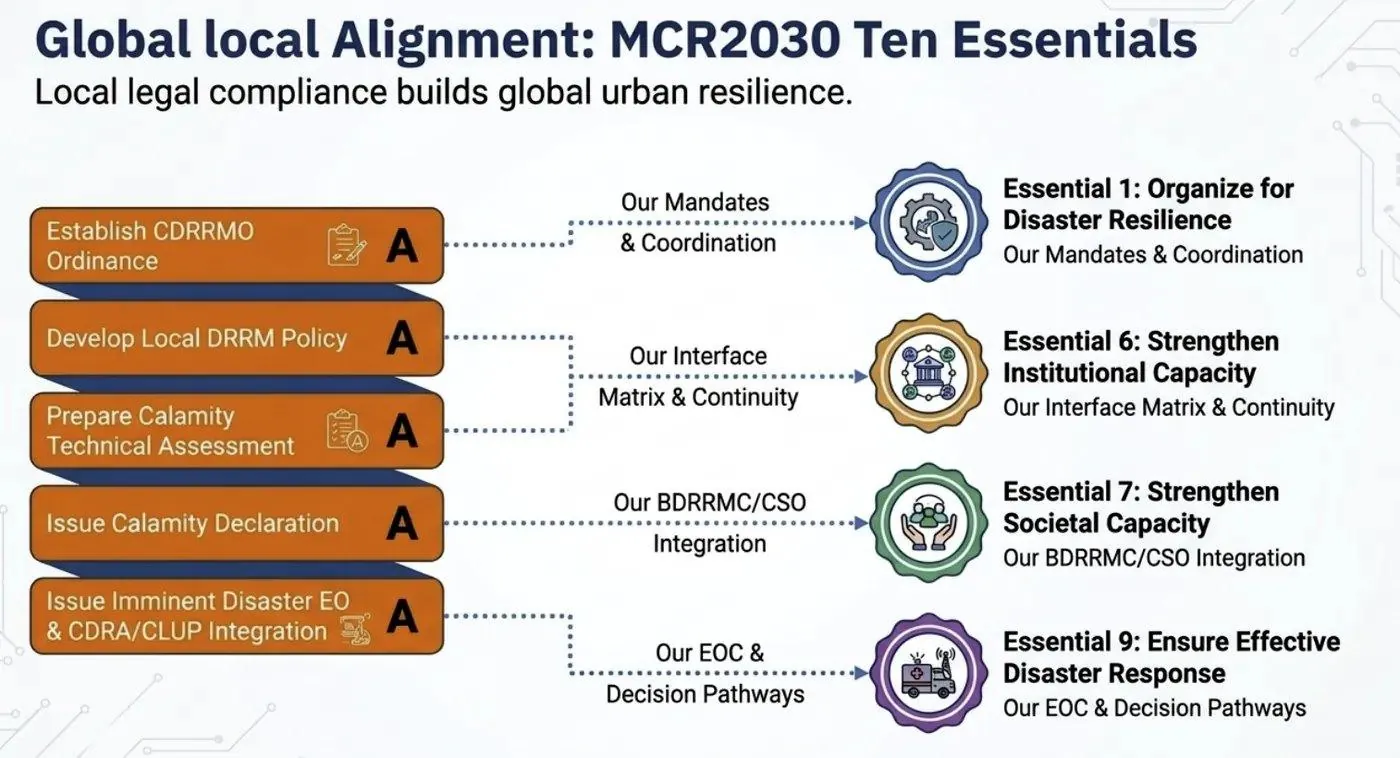 Global local Alignment: MCR2030 Ten Essentials
Local legal compliance builds global urban resilience.
Establish CDRRMO
Ordinance
A
Develop Local DRRM Policy
A
Prepare Calamity
Technical Assessment
A
A
Issue Calamity Declaration
A
Issue Imminent Disaster EO
& CDRA/CLUP Integration
A
Our Mandates
& Coordination
Our Interface
Matrix & Continuity
Our BDRRMC/CSO
Integration
Our EOC &
Decision Pathways
Essential 1: Organize for
Disaster Resilience
Our Mandates & Coordination
Essential 6: Strengthen
Institutional Capacity
Our Interface Matrix & Continuity
Essential 7: Strengthen
Societal Capacity
Our BDRRMC/CSO Integration
Essential 9: Ensure Effective
Disaster Response
Our EOC & Decision Pathways